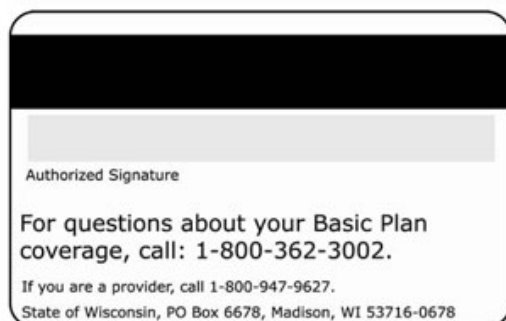 Authorized Signature
For questions about your Basic Plan
coverage, call: 1-800-362-3002.
If you are a provider, call 1-800-947-9627.
State of Wisconsin, PO Box 6678, Madison, WI 53716-0678